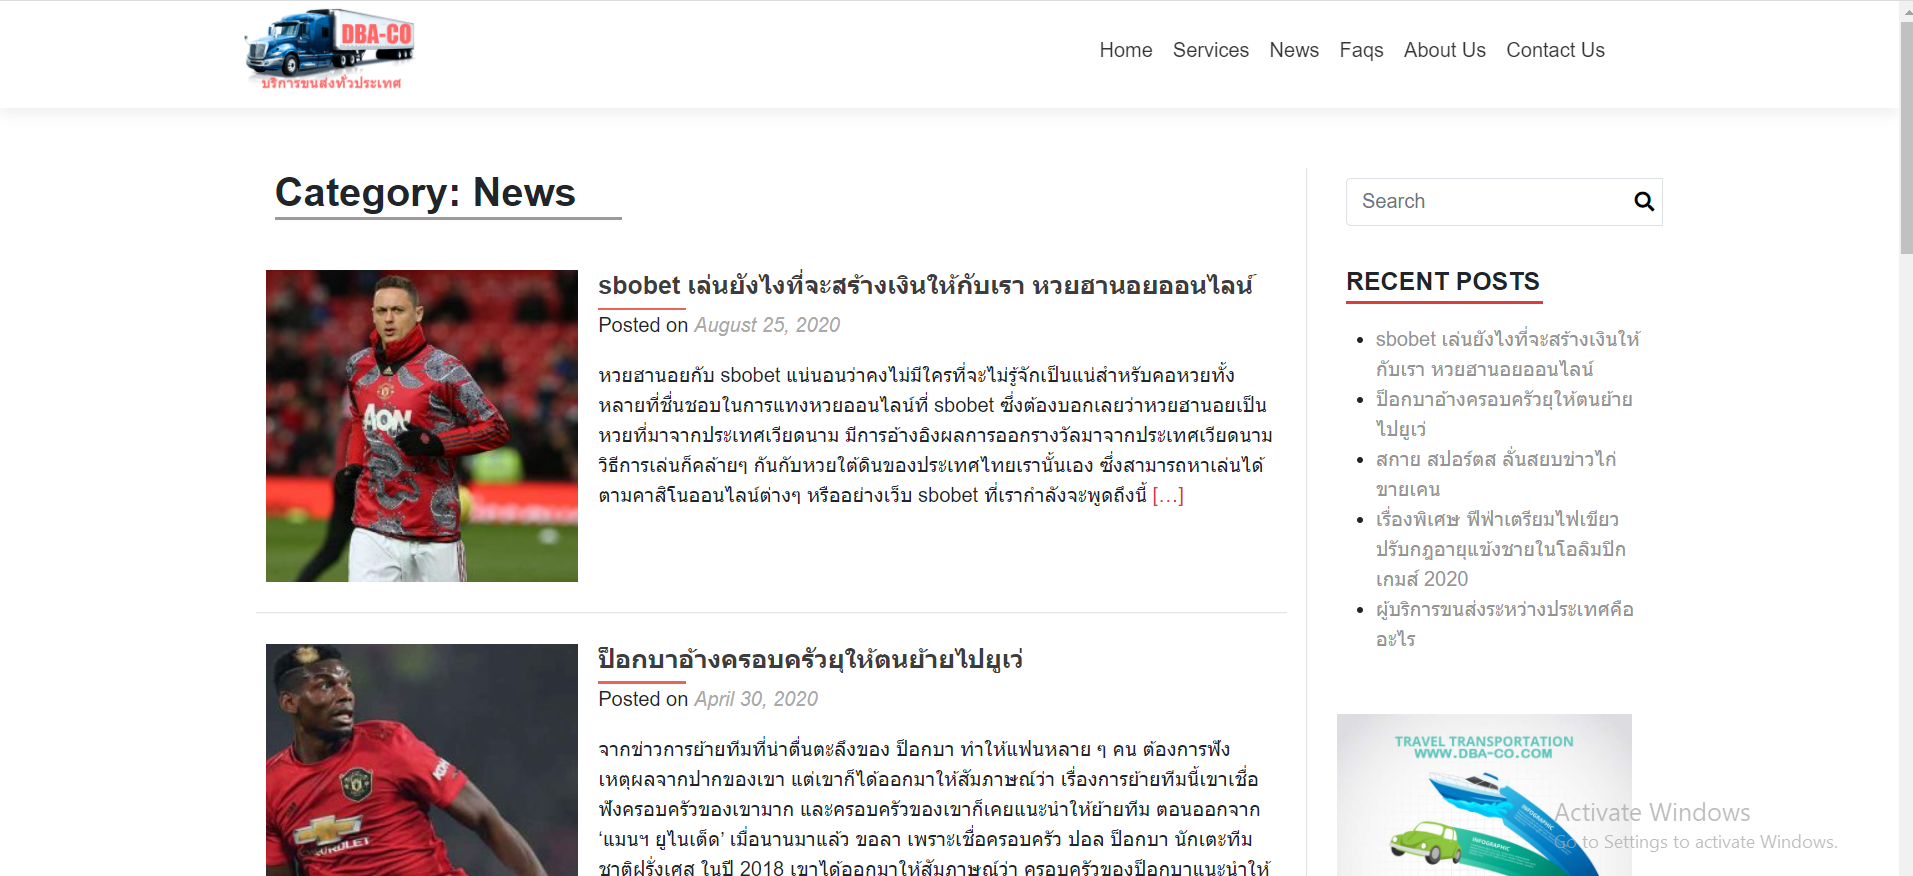 DBA-CO
บริการขนส่งทั่วประเทศ
Home Services News Faqs About Us Contact Us
Category: News
sbobet เล่นยังไงที่จะสร้างเงินให้กับเรา หวยฮานอยออนไลน์
Posted on August 25, 2020
หวยฮานอยกับ sbobet แน่นอนว่าคงไม่มีใครที่จะไม่รู้จักเป็นแน่สำหรับคอหวยทั้ง
หลายที่ชื่นชอบในการแทงหวยออนไลน์ที่ sbobet ซึ่งต้องบอกเลยว่าหวยฮานอยเป็น
หวยที่มาจากประเทศเวียดนาม มีการอ้างอิงผลการออกรางวัลมาจากประเทศเวียดนาม
วิธีการเล่นก็คล้ายๆ กันกับหวยใต้ดินของประเทศไทยเรานั้นเอง ซึ่งสามารถหาเล่นได้
ตามคาสิโนออนไลน์ต่างๆ หรืออย่างเว็บ sbobet ที่เรากำลังจะพูดถึงนี้ […]
AON
ป็อกบาอ้างครอบครัวยุให้ตนย้ายไปยูเว่
Posted on April 30, 2020
จากข่าวการย้ายทีมที่น่าตื่นตะลึงของ ป็อกบา ทำให้แฟนหลาย ๆ คน ต้องการฟัง
เหตุผลจากปากของเขา แต่เขาก็ได้ออกมาให้สัมภาษณ์ว่า เรื่องการย้ายทีมนี้เขาเชื่อ
ฟังครอบครัวของเขามาก และครอบครัวของเขาก็เคยแนะนำให้ย้ายทีม ตอนออกจาก
‘แมนฯ ยูไนเต็ด’ เมื่อนานมาแล้ว ขอลา เพราะเชื่อครอบครัว ปอล ป็อกบา นักเตะทีม
ชาติฝรั่งเศส ในปี 2018 เขาได้ออกมาให้สัมภาษณ์ว่า ครอบครัวของป็อกบาแนะนำให้
CHEVROLET
Search
RECENT POSTS
sbobet เล่นยังไงที่จะสร้างเงินให้
กับเรา หวยฮานอยออนไลน์
ป็อกบาอ้างครอบครัวยุให้ตนย้าย
ไปยูเว่
สกาย สปอร์ตส ลั่นสยบข่าวไก่
ขายเคน
เรื่องพิเศษ ฟีฟ่าเตรียมไฟเขียว
ปรับกฎอายุแข้งชายในโอลิมปิก
เกมส์ 2020
ผู้บริการขนส่งระหว่างประเทศคือ
อะไร
TRAVEL TRANSPORTATION
WWW.DBA-CO.COM
INFOGRAPHIC
INFOGRAPHIC
Activate Windows
Go to Settings to activate Windows.